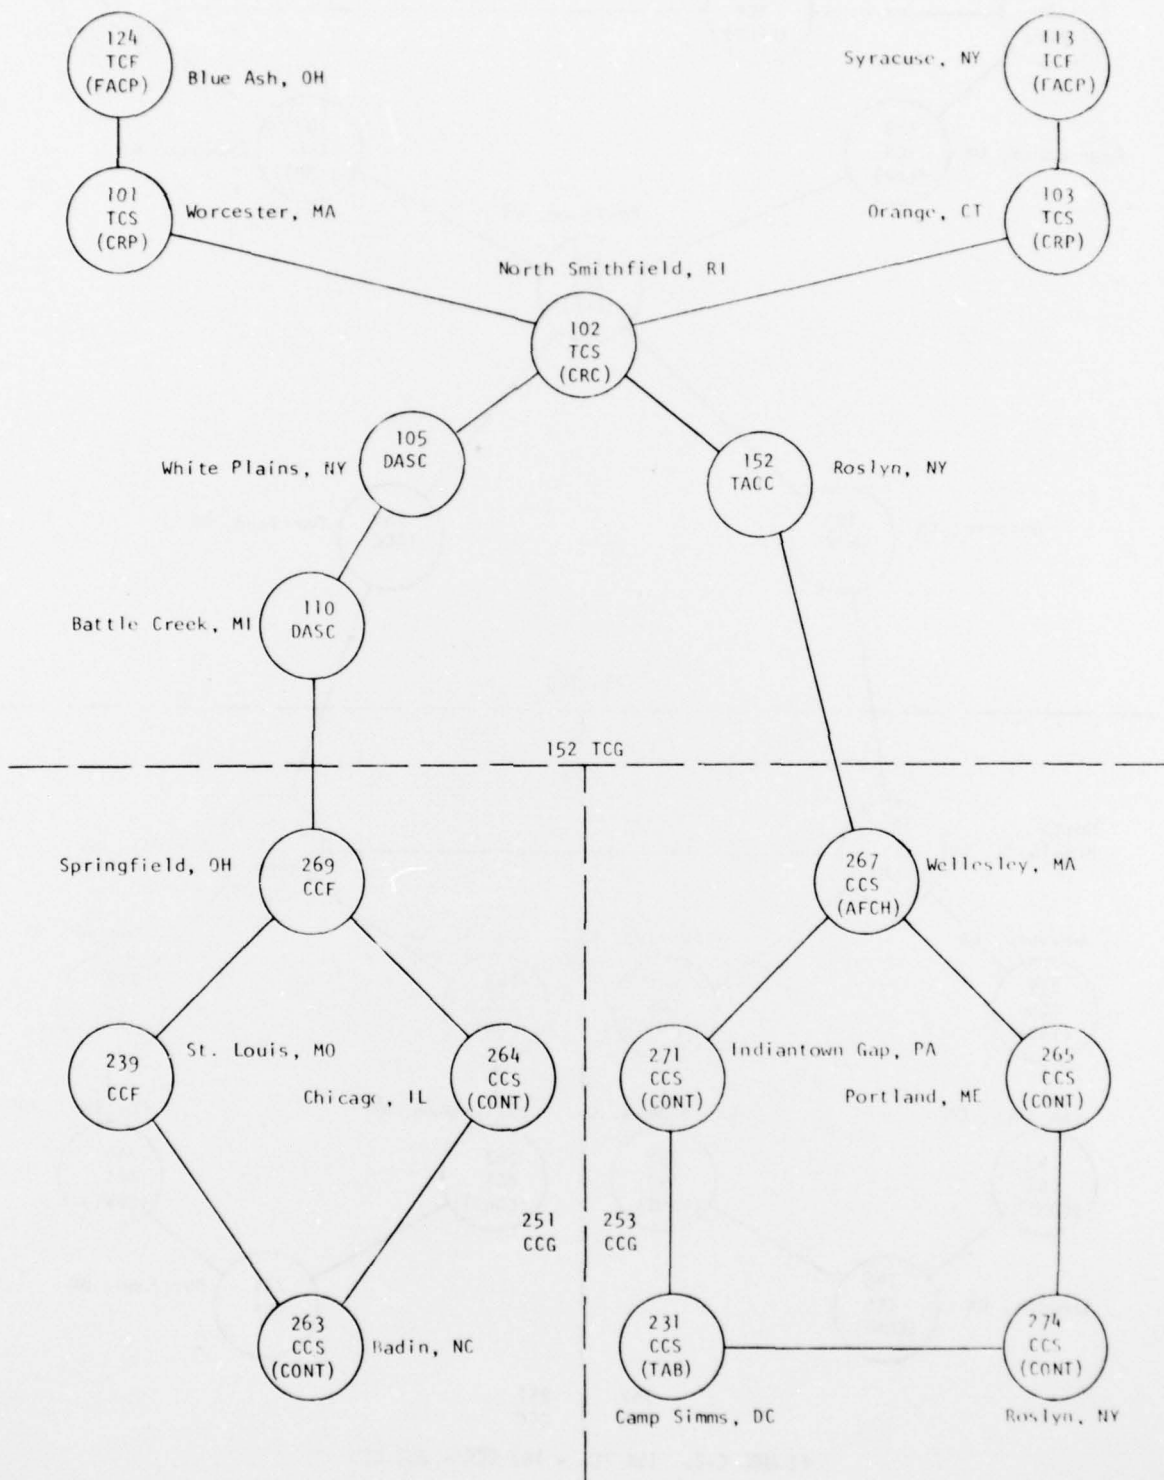 124
TCF
(FACP)
Blue Ash, OH
Syracuse, NY
113
TCF
(FACP)
101
TCS
(CRP)
Worcester, MA
Orange, CT
103
TCS
(CRP)
North Smithfield, RI
102
TCS
(CRC)
105
DASC
White Plains, NY
152
TACC
Roslyn, NY
110
DASC
Battle Creek, MI
152 TCG
Springfield, OH
269
CCF
267
CCS
(AFCH)
Wellesley, MA
239
CCF
St. Louis, MO
264
CCS
(CONT)
Chicago, IL
271
CCS
(CONT)
Indiantown Gap, PA
Portland, ME
265
CCS
(CONT)
251
CCG
253
CCG
263
CCS
(CONT)
Badin, NC
231
CCS
(TAB)
Camp Simms, DC
274
CCS
(CONT)
Roslyn, NY